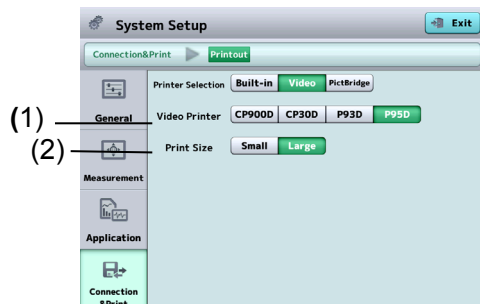 System Setup
Exit
Connection&Print
Printout
Printer Selection Built-in Video PictBridge
General
(1)
Video Printer CP900D CP30D P93D P95D
(2)
Print Size Small Large
Measurement
Application
Connection
&Print